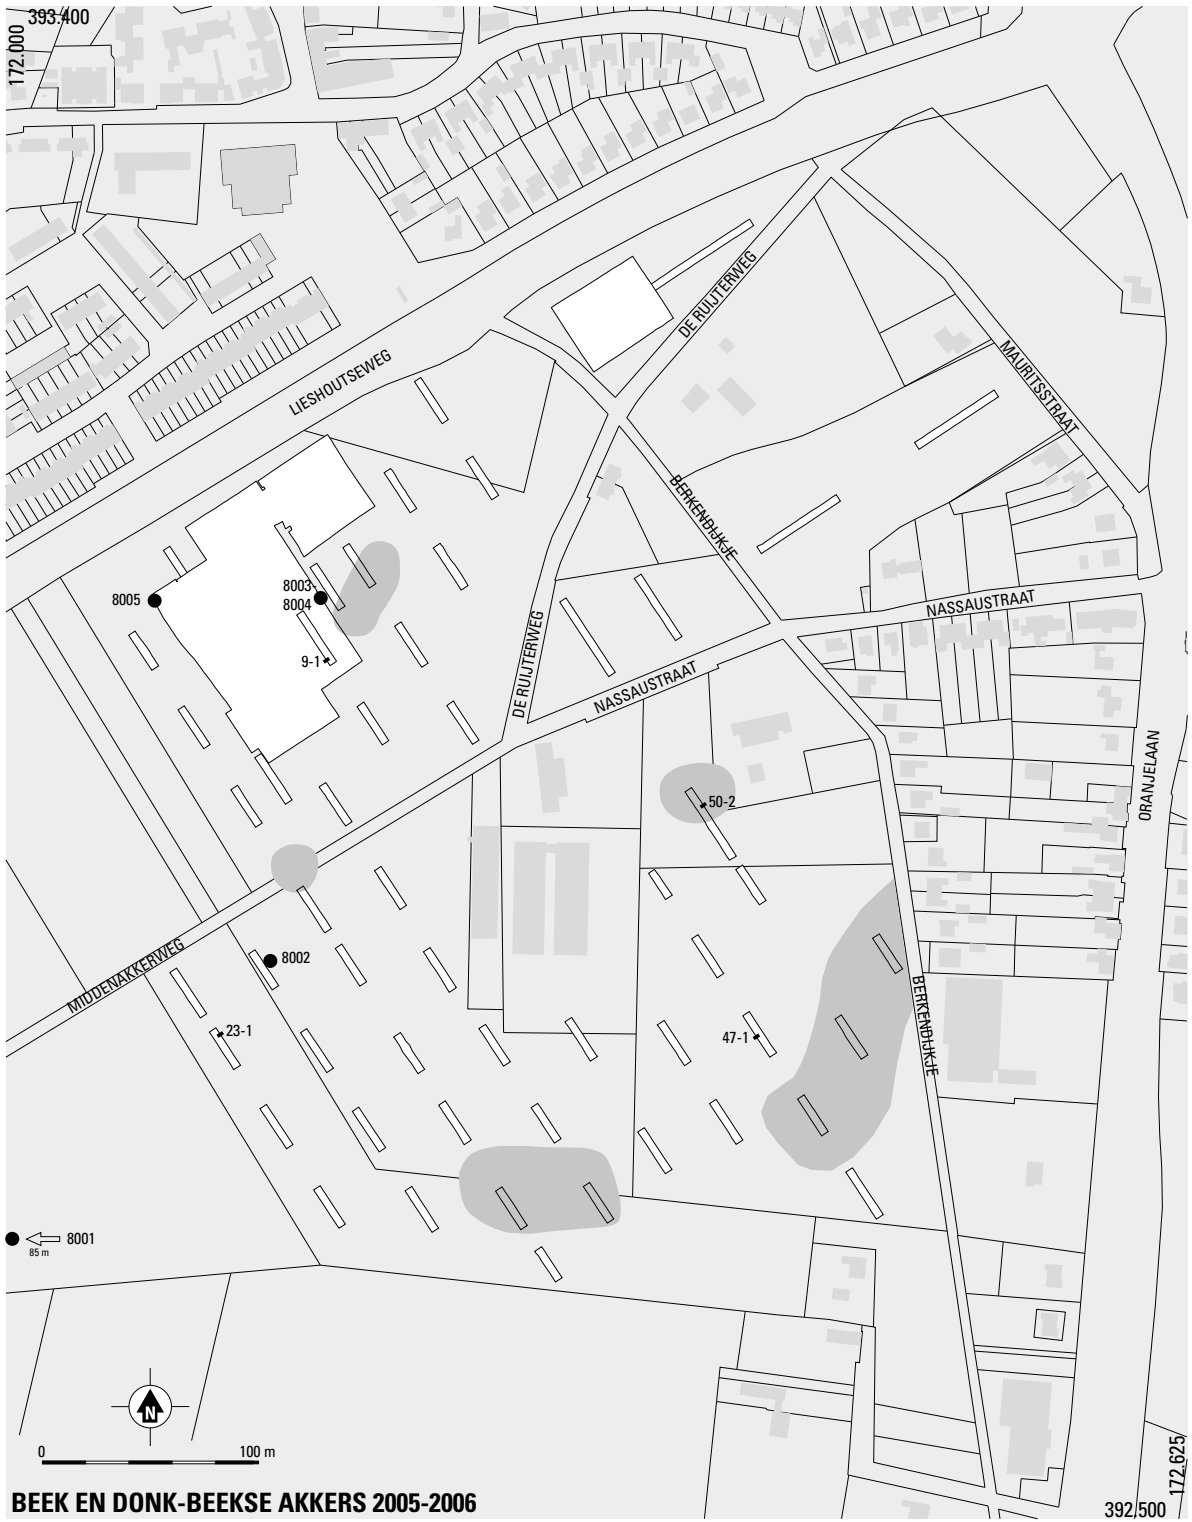 393.400
172.000
LIESHOUTSEWEG
DE RUIJTERWEG
MAURITSSTRAAT
BERKENDIJKJE
8003-
8004
8005
9-1
NASSAUSTRAAT
DE RUIJTERWEG
NASSAUSTRAAT
ORANJELAAN
50-2
MIDDENAKKERWEG
8002
23-1
47-1
BERKENDIJKJE
8001
85 m
N
0 100 m
BEEK EN DONK-BEEKSE AKKERS 2005-2006
172.625
392.500